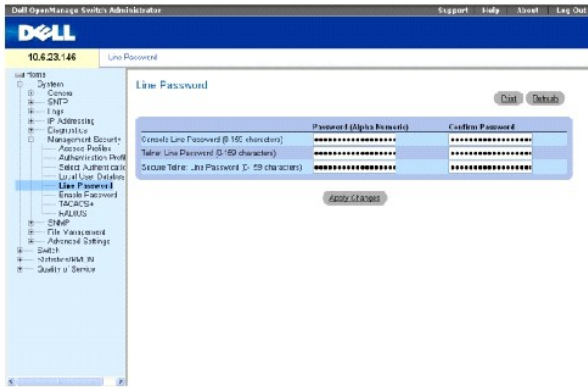 Dell OpenManage Switch Administrator
Support Help About Log Out
DELL
10.6.23.146
Line Password
Home
System
General
SNTP
Logs
IP Addressing
Diagnostics
Management Security
Access Profiles
Authentication Profil
Select Authenticatio
Local User Databas
Line Password
Enable Password
TACACS+
RADIUS
SNMP
File Management
Advanced Settings
Switch
Statistics/RMON
Quality of Service
Line Password
Print Refresh
Password (Alpha Numeric) Confirm Password
Console Line Password (0-159 characters)
Telnet Line Password (0-159 characters)
Secure Telnet Line Password (0-159 characters)
Apply Changes